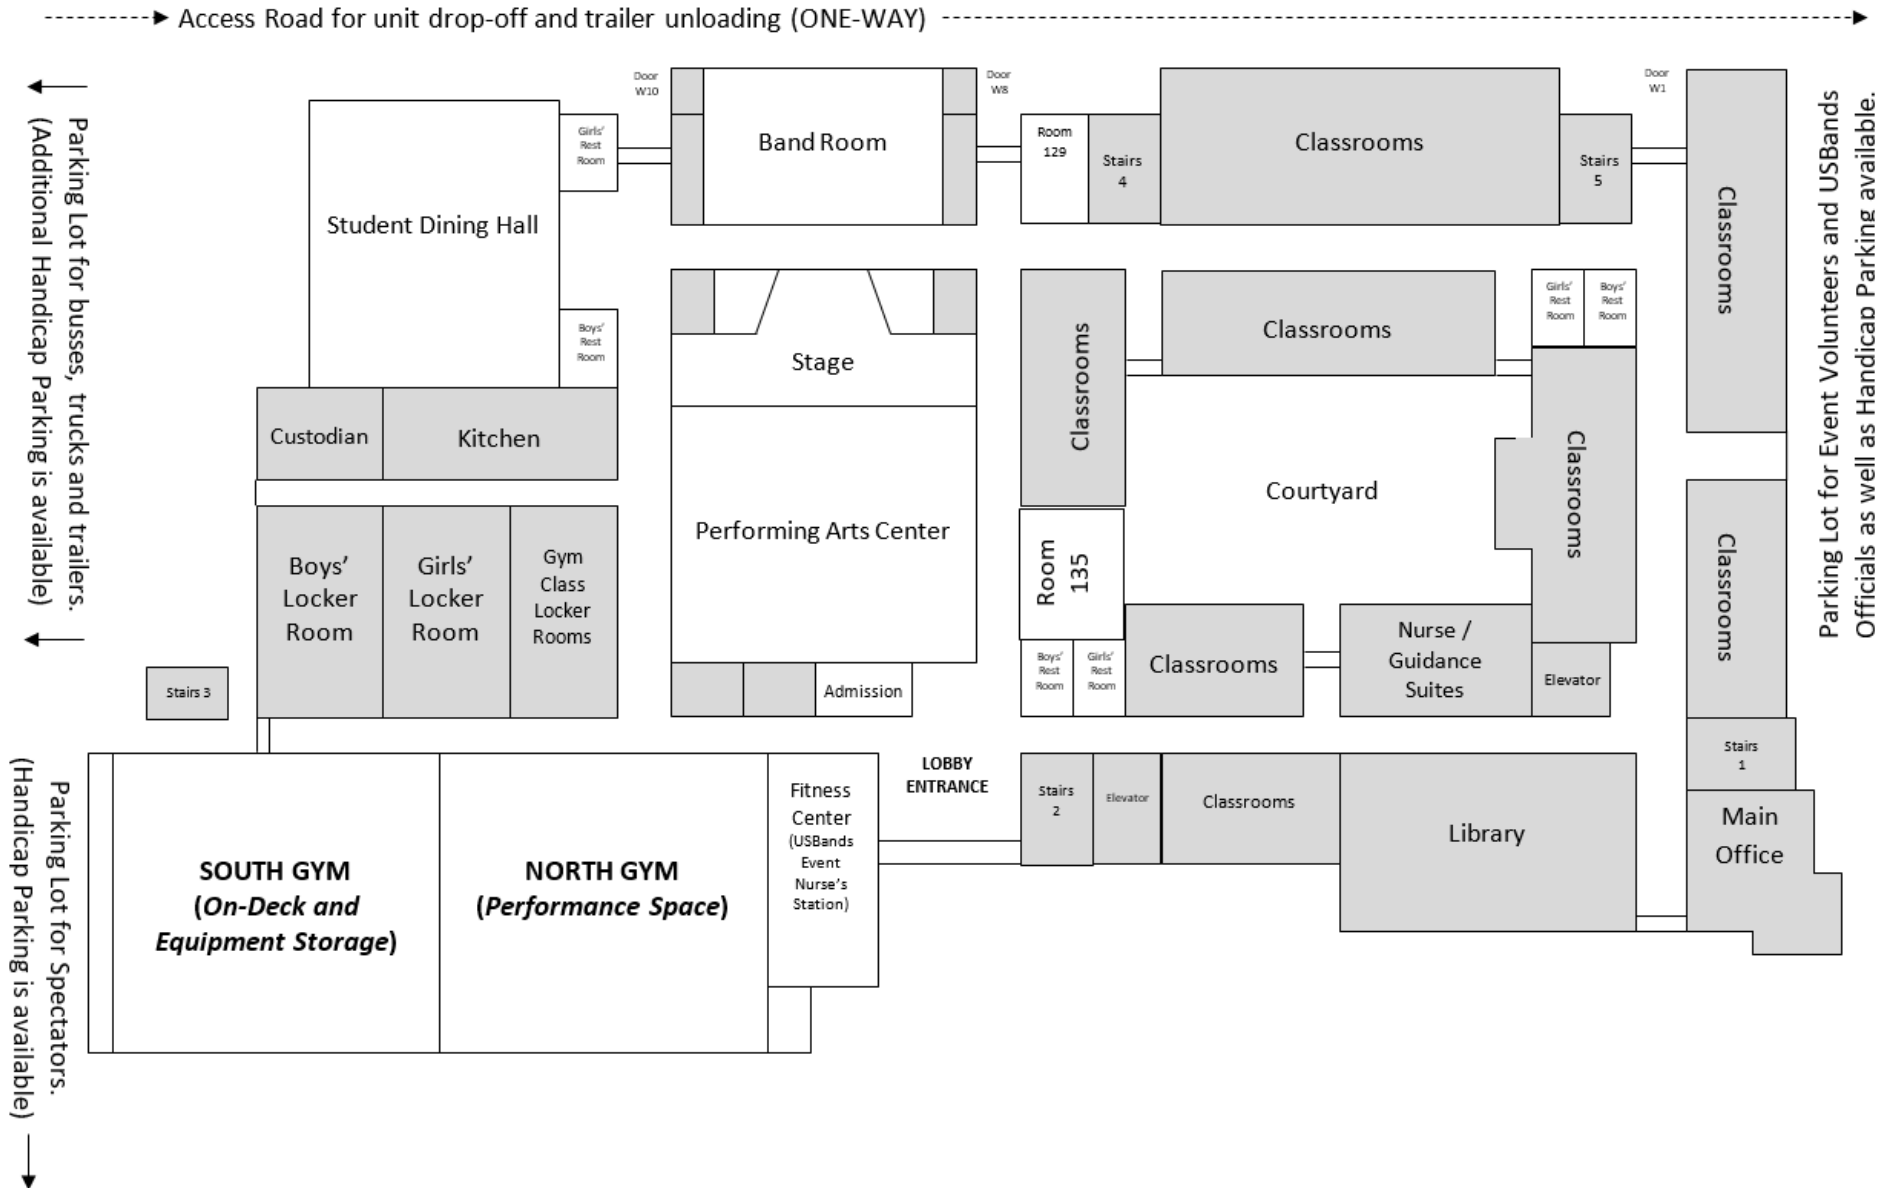 Access Road for unit drop-off and trailer unloading (ONE-WAY)
Parking Lot for busses, trucks and trailers.
(Additional Handicap Parking is available)
Parking Lot for Spectators.
(Handicap Parking is available)
Door
W10
Door
W8
Door
W1
Girls’
Rest
Room
Band Room
Room
129
Stairs
4
Classrooms
Stairs
5
Classrooms
Student Dining Hall
Boys’
Rest
Room
Stage
Classrooms
Classrooms
Girls’
Rest
Room
Boys’
Rest
Room
Custodian
Kitchen
Performing Arts Center
Courtyard
Classrooms
Classrooms
Boys’
Locker
Room
Girls’
Locker
Room
Gym
Class
Locker
Rooms
Room
135
Boys’
Rest
Room
Girls’
Rest
Room
Classrooms
Nurse /
Guidance
Suites
Elevator
Stairs 3
Admission
Stairs
1
Main
Office
SOUTH GYM
(On-Deck and
Equipment Storage)
NORTH GYM
(Performance Space)
Fitness
Center
(USBands
Event
Nurse’s
Station)
LOBBY
ENTRANCE
Stairs
2
Elevator
Classrooms
Library
Parking Lot for Event Volunteers and USBands
Officials as well as Handicap Parking available.